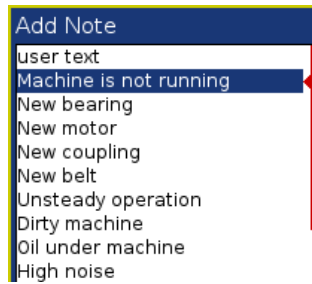 Add Note
user text
Machine is not running
New bearing
New motor
New coupling
New belt
Unsteady operation
Dirty machine
Oil under machine
High noise